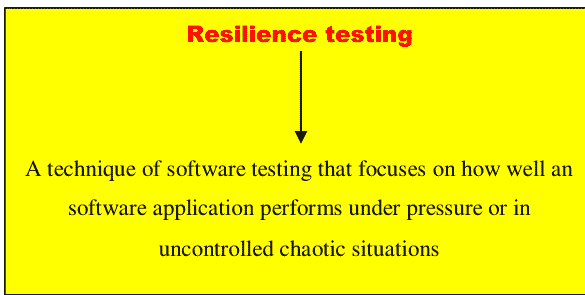 Resilience testing
A technique of software testing that focuses on how well an
software application performs under pressure or in
uncontrolled chaotic situations